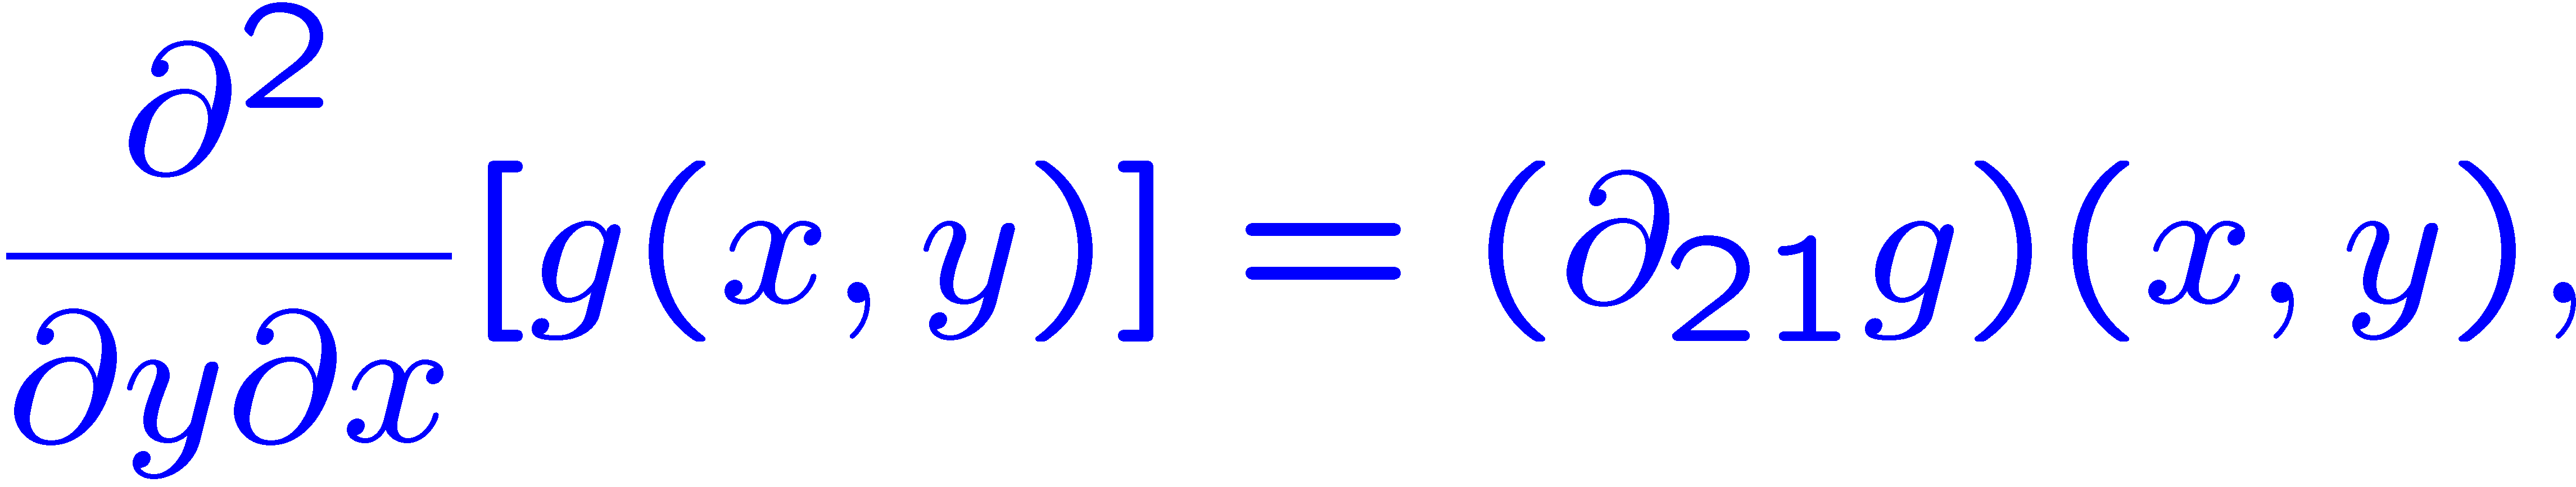 ∂²/∂y∂x [g(x, y)] = (∂₂₁g)(x, y),